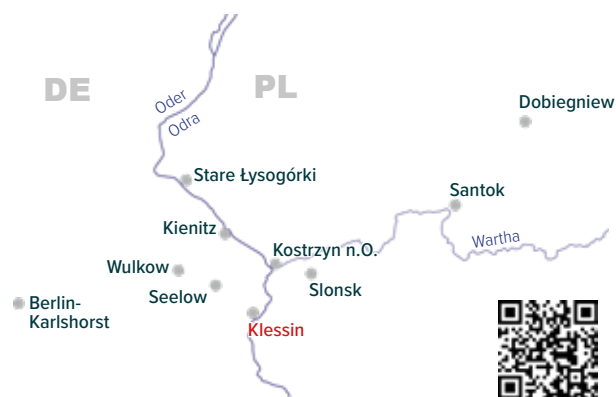 DE
PL
Oder
Odra
Dobiegniew
Stare Łysogórki
Santok
Kienitz
Wartha
Kostrzyn n.O.
Wulkow
Slonsk
Seelow
Berlin-
Karlshorst
Klessin